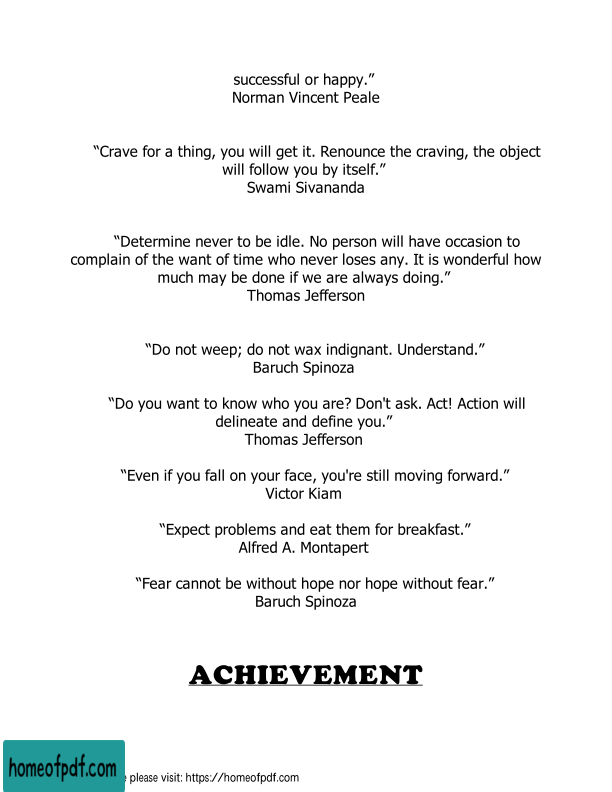 successful or happy.”
Norman Vincent Peale
“Crave for a thing, you will get it. Renounce the craving, the object
will follow you by itself.”
Swami Sivananda
“Determine never to be idle. No person will have occasion to
complain of the want of time who never loses any. It is wonderful how
much may be done if we are always doing.”
Thomas Jefferson
“Do not weep; do not wax indignant. Understand.”
Baruch Spinoza
“Do you want to know who you are? Don't ask. Act! Action will
delineate and define you.”
Thomas Jefferson
“Even if you fall on your face, you're still moving forward.”
Victor Kiam
“Expect problems and eat them for breakfast.”
Alfred A. Montapert
“Fear cannot be without hope nor hope without fear.”
Baruch Spinoza
ACHIEVEMENT
homeofpdf.com
please visit: https://homeofpdf.com